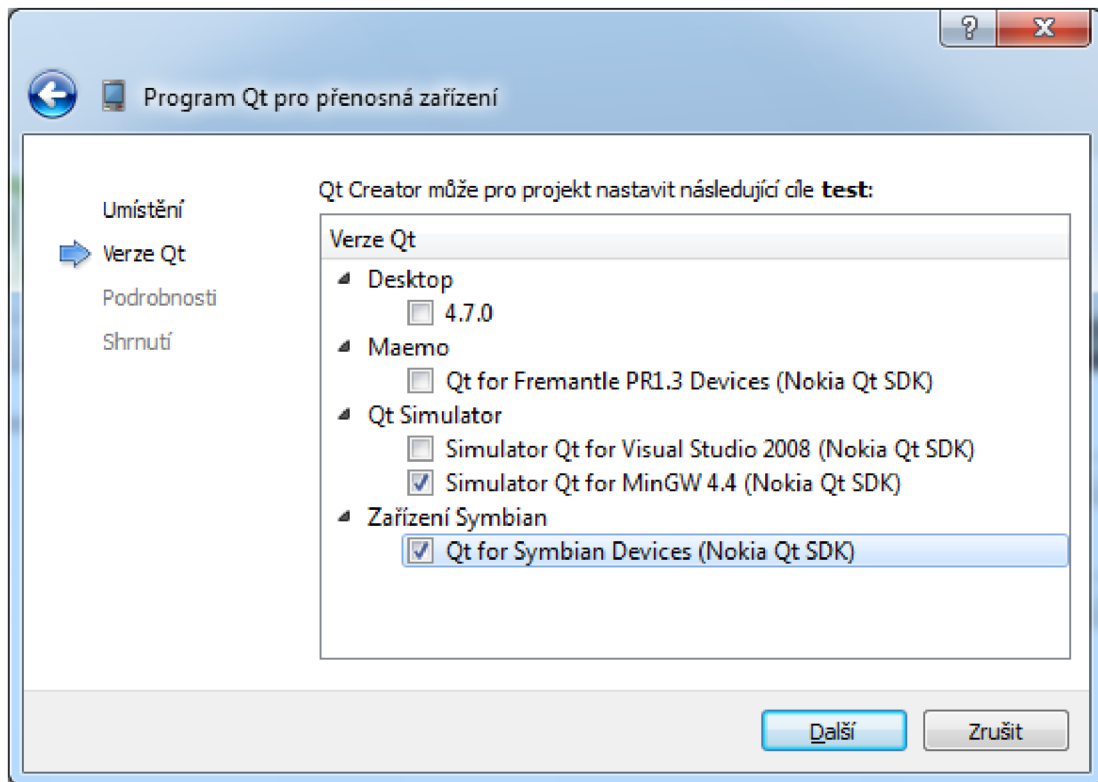 Program Qt pro přenosná zařízení
Umístění
Verze Qt
Podrobnosti
Shrnutí
Qt Creator může pro projekt nastavit následující cíle test:
Verze Qt
Desktop
4.7.0
Maemo
Qt for Fremantle PR1.3 Devices (Nokia Qt SDK)
Qt Simulator
Simulator Qt for Visual Studio 2008 (Nokia Qt SDK)
Simulator Qt for MinGW 4.4 (Nokia Qt SDK)
Zařízení Symbian
Qt for Symbian Devices (Nokia Qt SDK)
Další
Zrušit